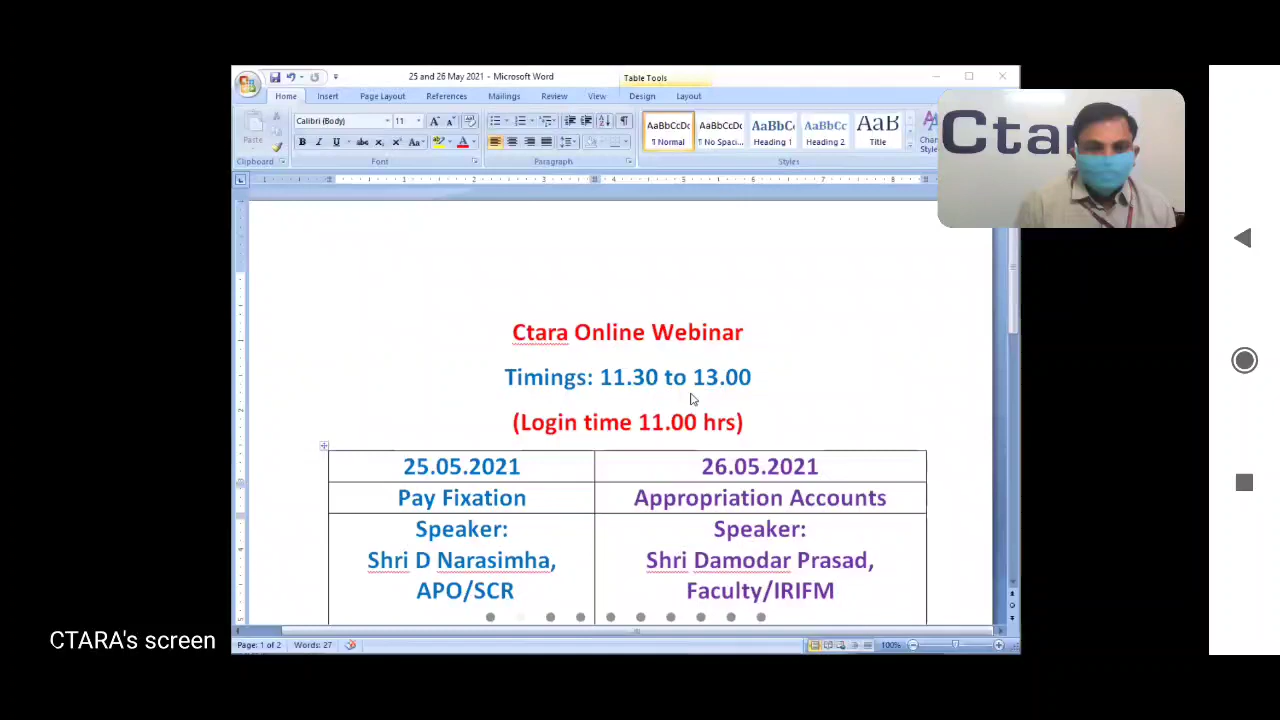 25 and 26 May 2021 - Microsoft Word
Table Tools
Home Insert Page Layout References Mailings Review View Design Layout
Calibri (Body) 11
Paste
Clipboard Font Paragraph Styles
AaBbCcDc AaBbCcDc AaBbCc AaBbCc AaB
¶ Normal ¶ No Spaci... Heading 1 Heading 2 Title
Ctar
Ctara Online Webinar
Timings: 11.30 to 13.00
(Login time 11.00 hrs)
25.05.2021 26.05.2021
Pay Fixation Appropriation Accounts
Speaker: Speaker:
Shri D Narasimha, Shri Damodar Prasad,
APO/SCR Faculty/IRIFM
CTARA's screen
Page: 1 of 2 Words: 27 100%